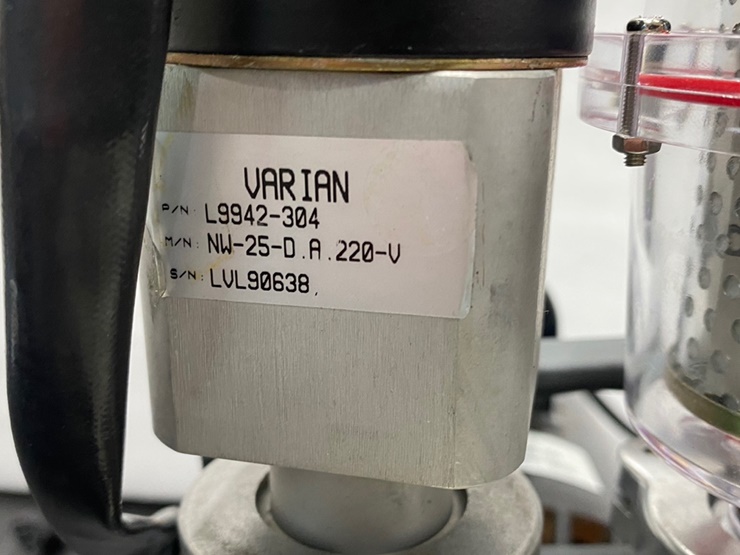 VARIAN
P/N: L9942-304
M/N: NW-25-D.A.220-V
S/N: LVL90638